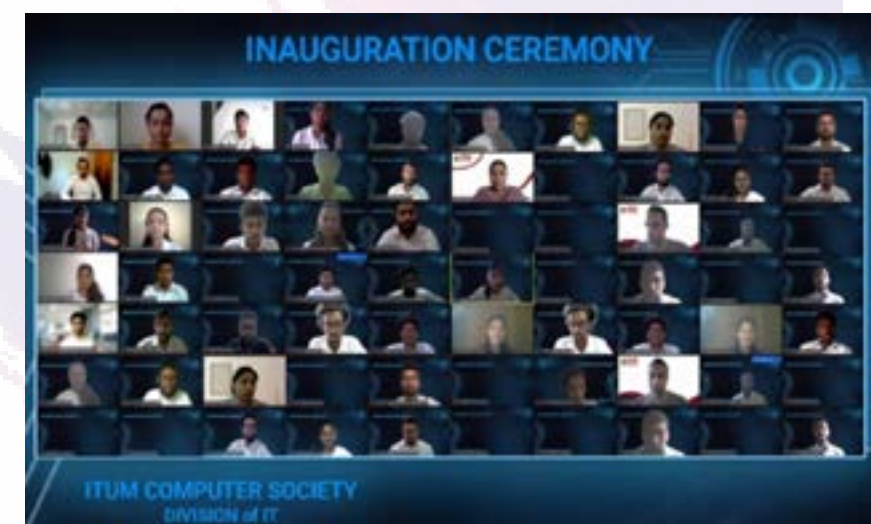 INAUGURATION CEREMONY
ITUM COMPUTER SOCIETY
DIVISION of IT